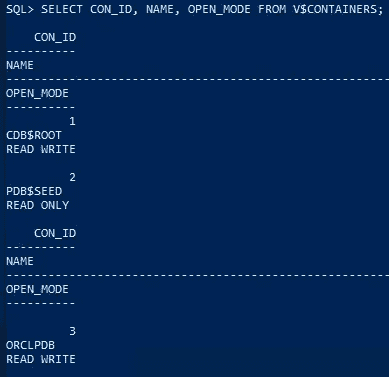 SQL> SELECT CON_ID, NAME, OPEN_MODE FROM V$CONTAINERS;
    CON_ID
----------
NAME
--------------------------------------------------------
OPEN_MODE
----------
         1
CDB$ROOT
READ WRITE
         2
PDB$SEED
READ ONLY
    CON_ID
----------
NAME
--------------------------------------------------------
OPEN_MODE
----------
         3
ORCLPDB
READ WRITE